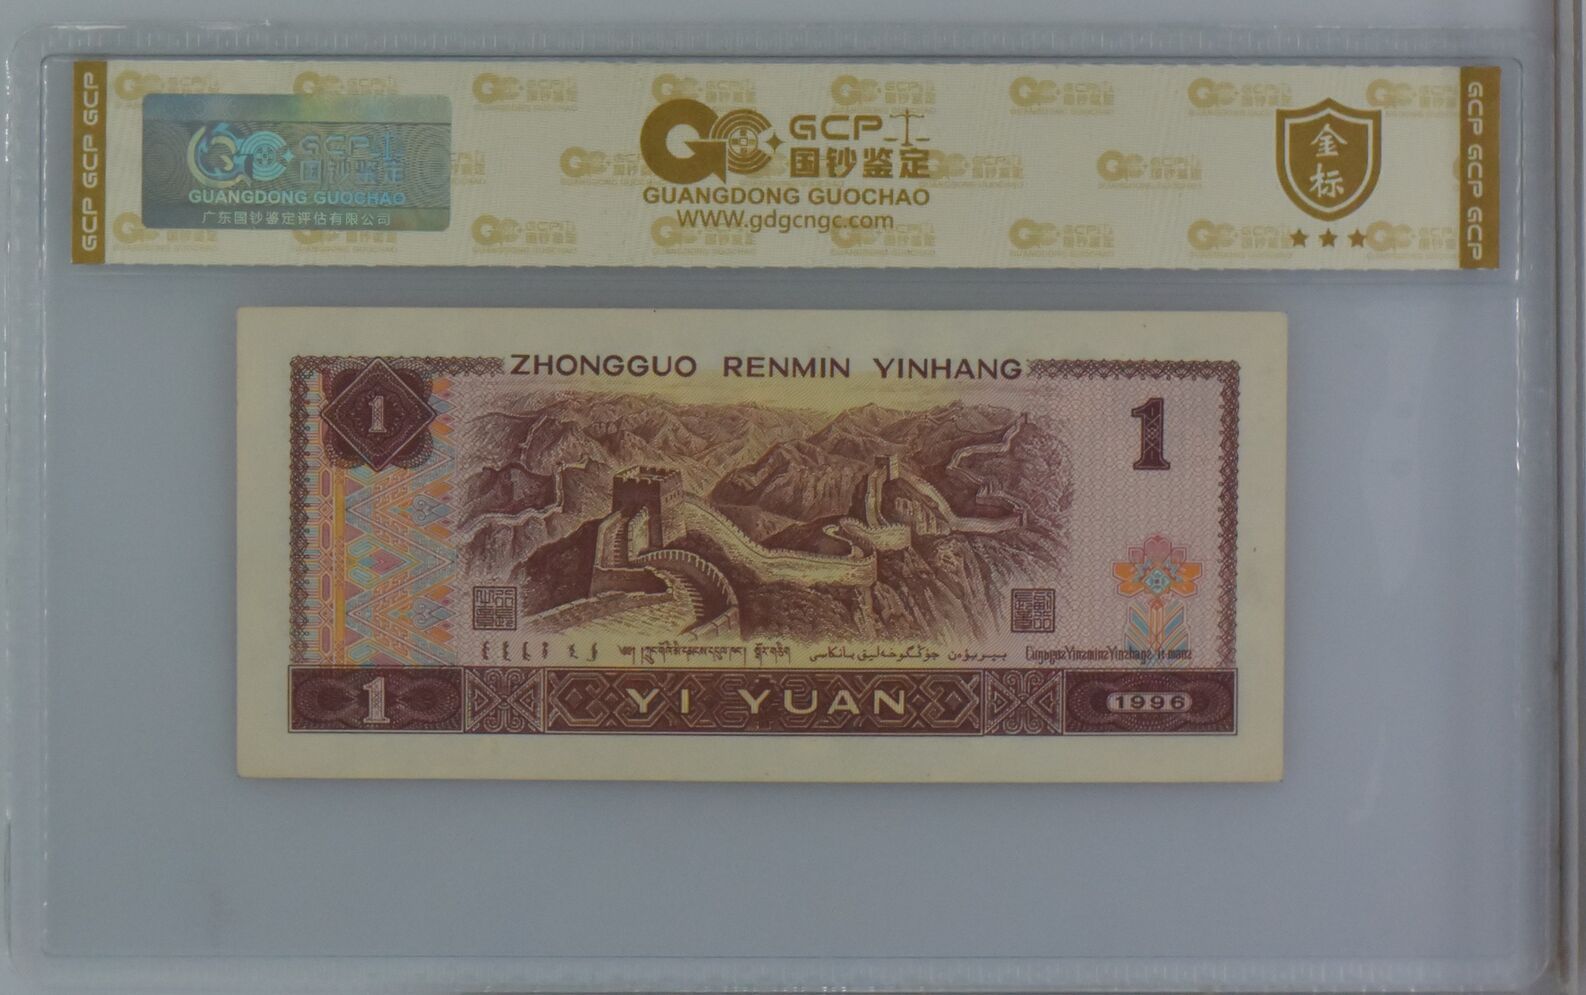 GCP GCP GCP
GCP
国钞鉴定
GUANGDONG GUOCHAO
广东国钞鉴定评估有限公司
GCP
国钞鉴定
GUANGDONG GUOCHAO
WWW.gdgcngc.com
金标
GCP GCP GCP
ZHONGGUO RENMIN YINHANG
1
1
1
YI YUAN
1996